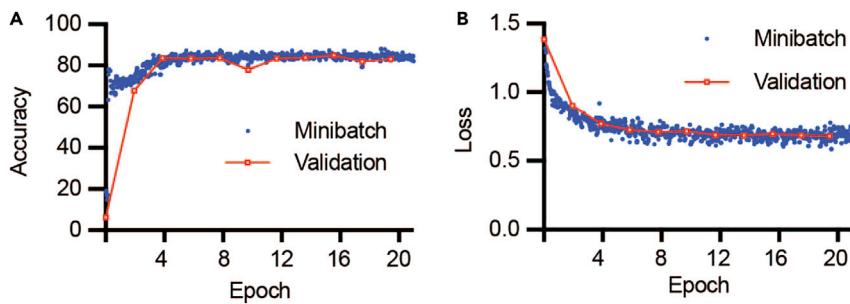 A
100
80
60
40
20
0
Accuracy
Minibatch
Validation
4 8 12 16 20
Epoch
B
1.5
1.0
0.5
0.0
Loss
Minibatch
Validation
4 8 12 16 20
Epoch